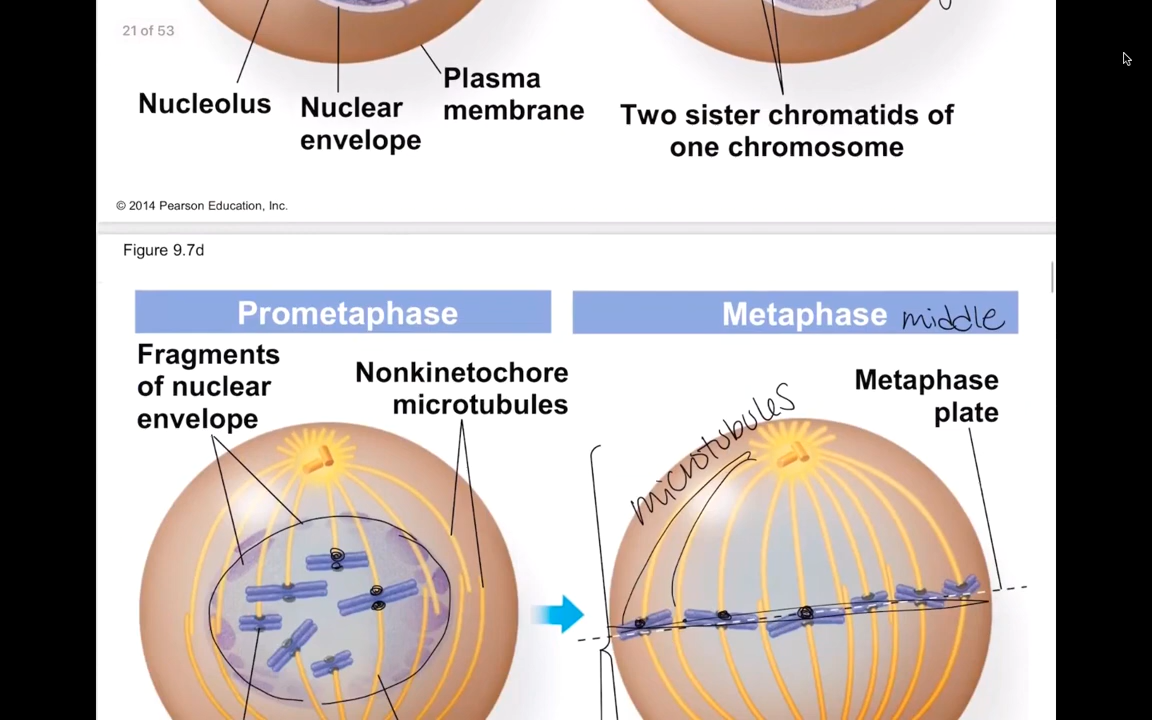 21 of 53
Nucleolus
Nuclear
envelope
Plasma
membrane
Two sister chromatids of
one chromosome
© 2014 Pearson Education, Inc.
Figure 9.7d
Prometaphase
Metaphase middle
Fragments
of nuclear
envelope
Nonkinetochore
microtubules
microtubules
Metaphase
plate